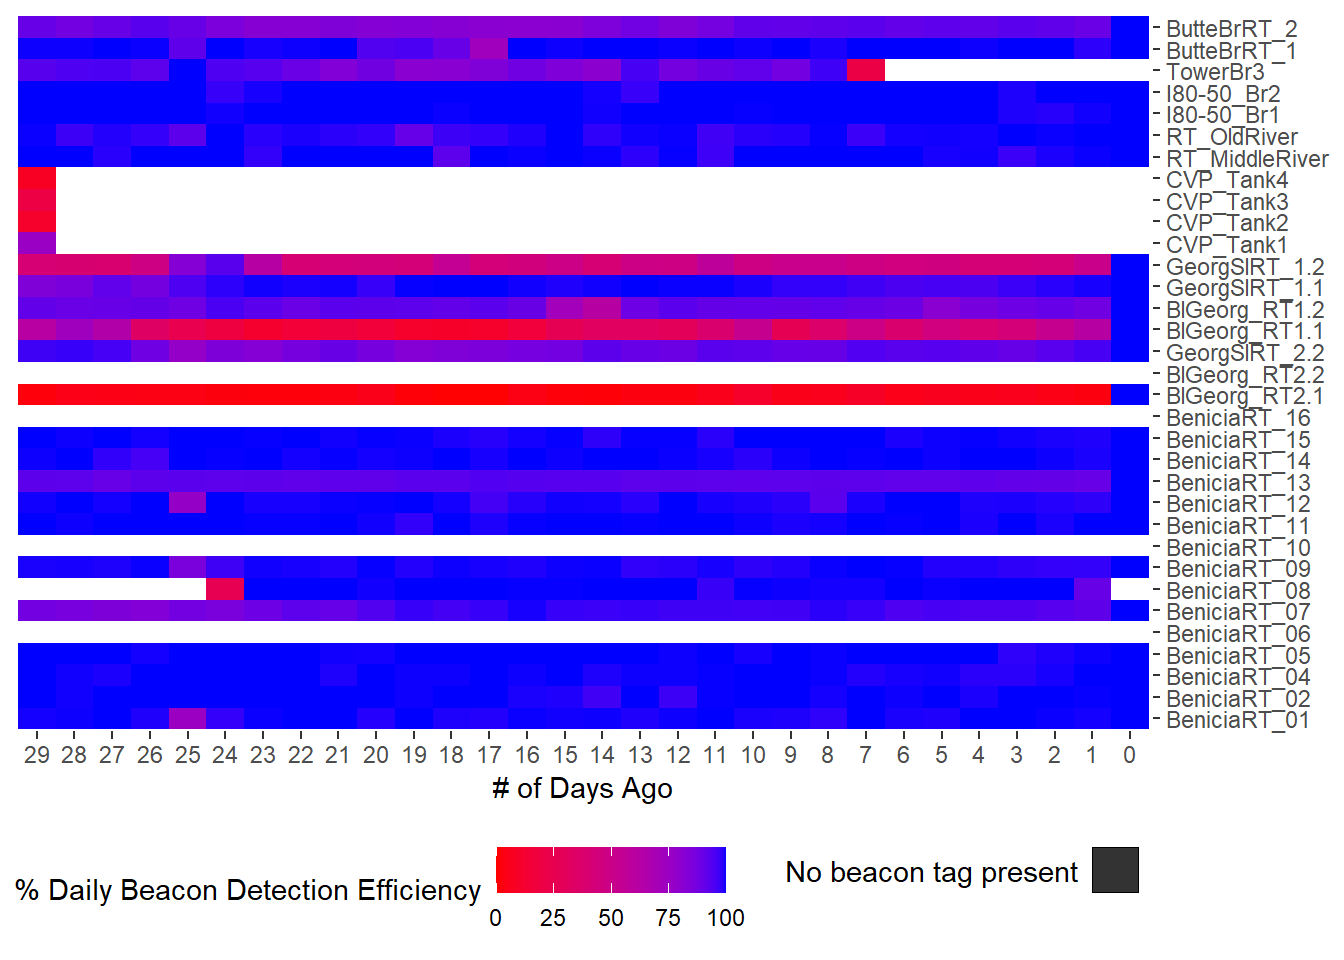 ButteBrRT_2
ButteBrRT_1
TowerBr3
I80-50_Br2
I80-50_Br1
RT_OldRiver
RT_MiddleRiver
CVP_Tank4
CVP_Tank3
CVP_Tank2
CVP_Tank1
GeorgSlRT_1.2
GeorgSlRT_1.1
BlGeorg_RT1.2
BlGeorg_RT1.1
GeorgSlRT_2.2
BlGeorg_RT2.2
BlGeorg_RT2.1
BeniciaRT_16
BeniciaRT_15
BeniciaRT_14
BeniciaRT_13
BeniciaRT_12
BeniciaRT_11
BeniciaRT_10
BeniciaRT_09
BeniciaRT_08
BeniciaRT_07
BeniciaRT_06
BeniciaRT_05
BeniciaRT_04
BeniciaRT_02
BeniciaRT_01
29 28 27 26 25 24 23 22 21 20 19 18 17 16 15 14 13 12 11 10 9 8 7 6 5 4 3 2 1 0
# of Days Ago
% Daily Beacon Detection Efficiency
0 25 50 75 100
No beacon tag present